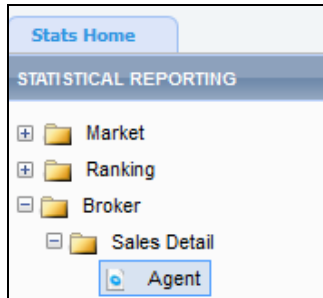 Stats Home
STATISTICAL REPORTING
Market
Ranking
Broker
Sales Detail
Agent